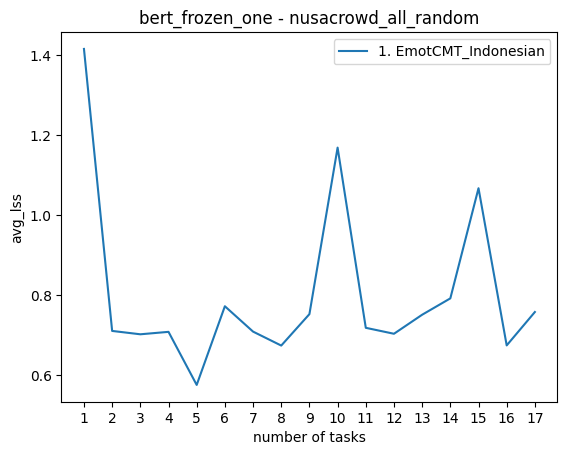 bert_frozen_one - nusacrowd_all_random
1. EmotCMT_Indonesian
avg_lss
1.4
1.2
1.0
0.8
0.6
1 2 3 4 5 6 7 8 9 10 11 12 13 14 15 16 17
number of tasks